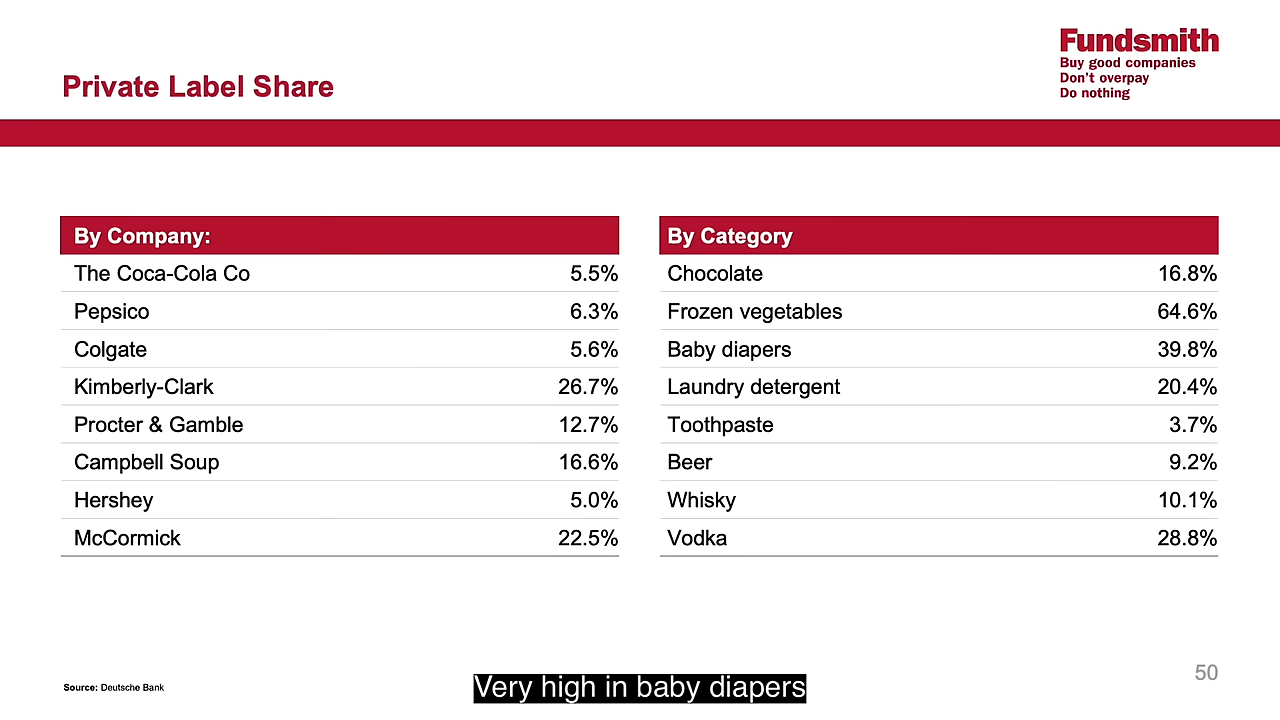 Fundsmith
Buy good companies
Don't overpay
Do nothing
Private Label Share
By Company:
The Coca-Cola Co 5.5%
Pepsico 6.3%
Colgate 5.6%
Kimberly-Clark 26.7%
Procter & Gamble 12.7%
Campbell Soup 16.6%
Hershey 5.0%
McCormick 22.5%
By Category
Chocolate 16.8%
Frozen vegetables 64.6%
Baby diapers 39.8%
Laundry detergent 20.4%
Toothpaste 3.7%
Beer 9.2%
Whisky 10.1%
Vodka 28.8%
50
Source: Deutsche Bank
Very high in baby diapers